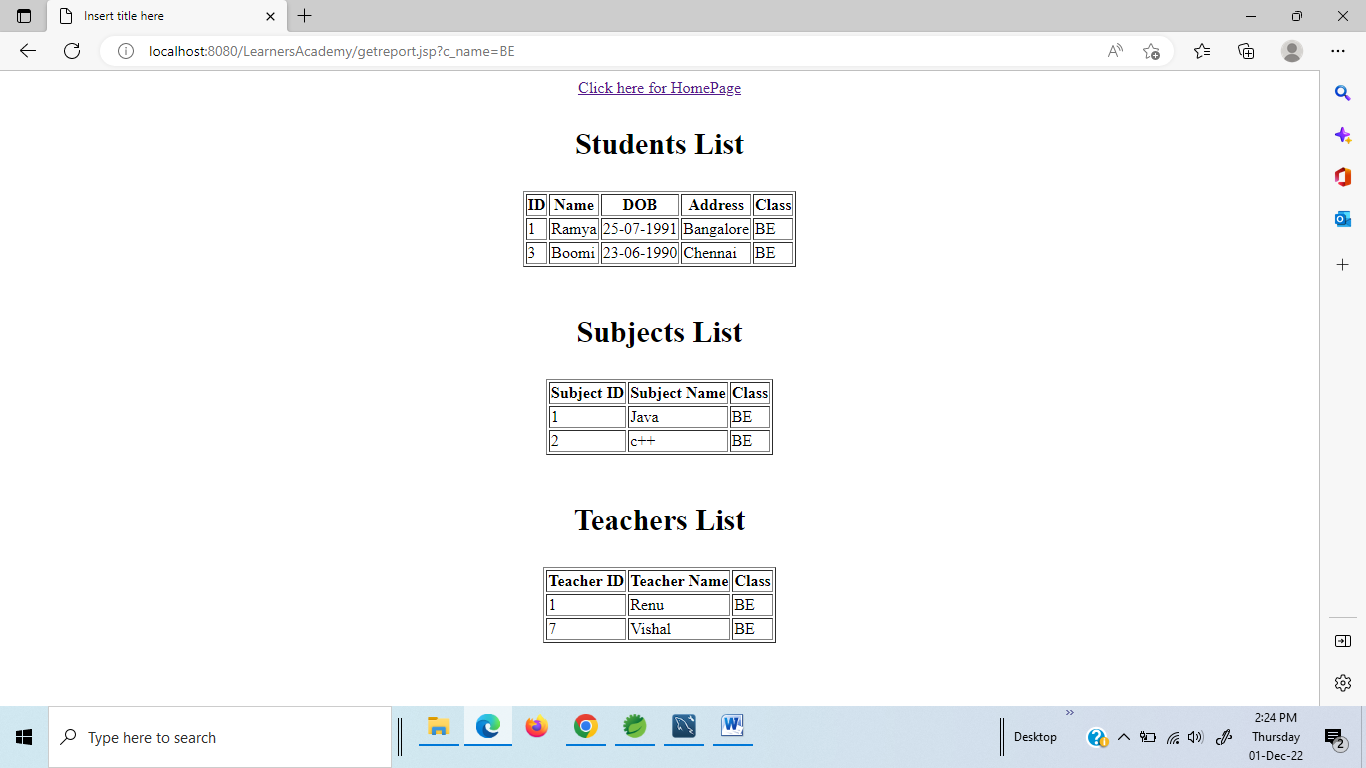 Insert title here
localhost:8080/LearnersAcademy/getreport.jsp?c_name=BE
Click here for HomePage
Students List
ID Name DOB Address Class
1 Ramya 25-07-1991 Bangalore BE
3 Boomi 23-06-1990 Chennai BE
Subjects List
Subject ID Subject Name Class
1 Java BE
2 c++ BE
Teachers List
Teacher ID Teacher Name Class
1 Renu BE
7 Vishal BE
Type here to search
Desktop
2:24 PM
Thursday
01-Dec-22
2